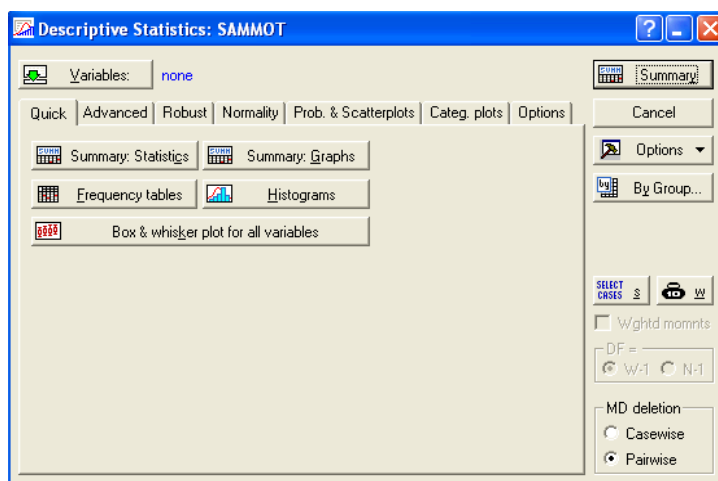 Descriptive Statistics: SAMMOT
Variables: none
Summary
Quick Advanced Robust Normality Prob. & Scatterplots Categ. plots Options
Cancel
Summary: Statistics Summary: Graphs
Options
Frequency tables Histograms
By Group...
Box & whisker plot for all variables
SELECT CASES S W
Wghtd momnts
DF =
W-1 N-1
MD deletion
Casewise
Pairwise